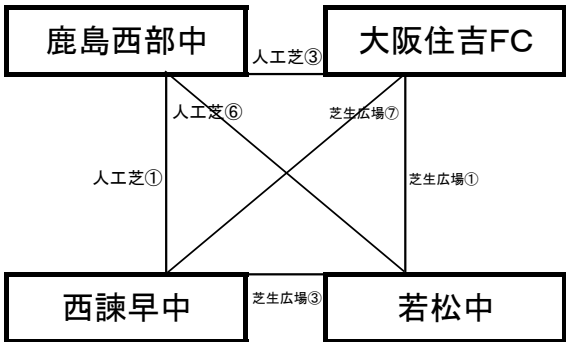 鹿島西部中
大阪住吉FC
人工芝③
人工芝⑥
芝生広場⑦
人工芝①
芝生広場①
西諫早中
芝生広場③
若松中